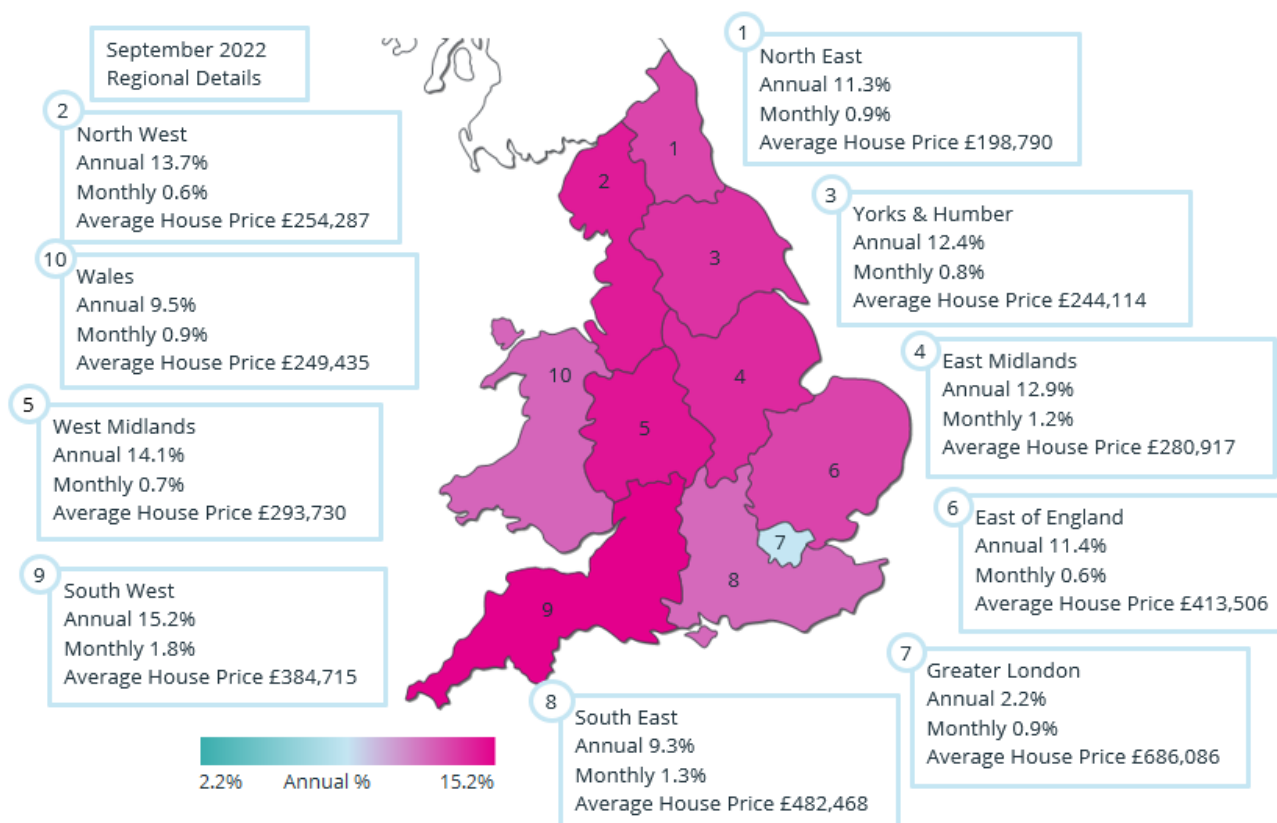 September 2022
Regional Details
1
North East
Annual 11.3%
Monthly 0.9%
Average House Price £198,790
2
North West
Annual 13.7%
Monthly 0.6%
Average House Price £254,287
3
Yorks & Humber
Annual 12.4%
Monthly 0.8%
Average House Price £244,114
10
Wales
Annual 9.5%
Monthly 0.9%
Average House Price £249,435
4
East Midlands
Annual 12.9%
Monthly 1.2%
Average House Price £280,917
5
West Midlands
Annual 14.1%
Monthly 0.7%
Average House Price £293,730
6
East of England
Annual 11.4%
Monthly 0.6%
Average House Price £413,506
9
South West
Annual 15.2%
Monthly 1.8%
Average House Price £384,715
7
Greater London
Annual 2.2%
Monthly 0.9%
Average House Price £686,086
8
South East
Annual 9.3%
Monthly 1.3%
Average House Price £482,468
1
2
3
10
4
5
6
7
8
9
2.2% Annual % 15.2%